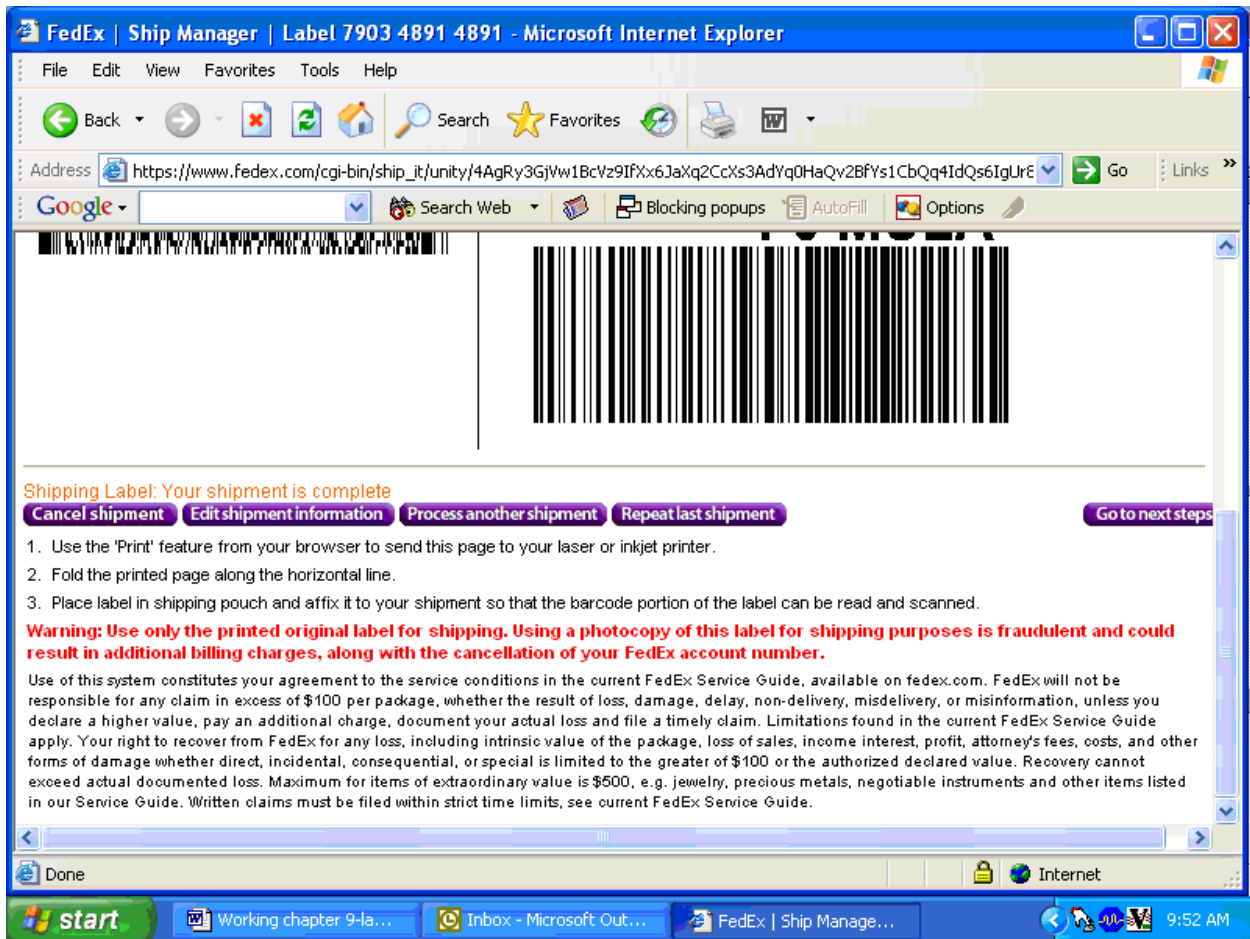 FedEx | Ship Manager | Label 7903 4891 4891 - Microsoft Internet Explorer
File Edit View Favorites Tools Help
Back Search Favorites
Address https://www.fedex.com/cgi-bin/ship_it/unity/4AgRy3GjVw1BcVz9IfXx6JaXq2CcXs3AdYq0HaQv2BfYs1CbQq4IdQs6IgUrE Go Links »
Google Search Web Blocking popups AutoFill Options
Shipping Label: Your shipment is complete
Cancel shipment Edit shipment information Process another shipment Repeat last shipment Go to next steps
1. Use the 'Print' feature from your browser to send this page to your laser or inkjet printer.
2. Fold the printed page along the horizontal line.
3. Place label in shipping pouch and affix it to your shipment so that the barcode portion of the label can be read and scanned.
Warning: Use only the printed original label for shipping. Using a photocopy of this label for shipping purposes is fraudulent and could
result in additional billing charges, along with the cancellation of your FedEx account number.
Use of this system constitutes your agreement to the service conditions in the current FedEx Service Guide, available on fedex.com. FedEx will not be
responsible for any claim in excess of $100 per package, whether the result of loss, damage, delay, non-delivery, misdelivery, or misinformation, unless you
declare a higher value, pay an additional charge, document your actual loss and file a timely claim. Limitations found in the current FedEx Service Guide
apply. Your right to recover from FedEx for any loss, including intrinsic value of the package, loss of sales, income interest, profit, attorney's fees, costs, and other
forms of damage whether direct, incidental, consequential, or special is limited to the greater of $100 or the authorized declared value. Recovery cannot
exceed actual documented loss. Maximum for items of extraordinary value is $500, e.g. jewelry, precious metals, negotiable instruments and other items listed
in our Service Guide. Written claims must be filed within strict time limits, see current FedEx Service Guide.
Done Internet
start Working chapter 9-la... Inbox - Microsoft Out... FedEx | Ship Manage... 9:52 AM